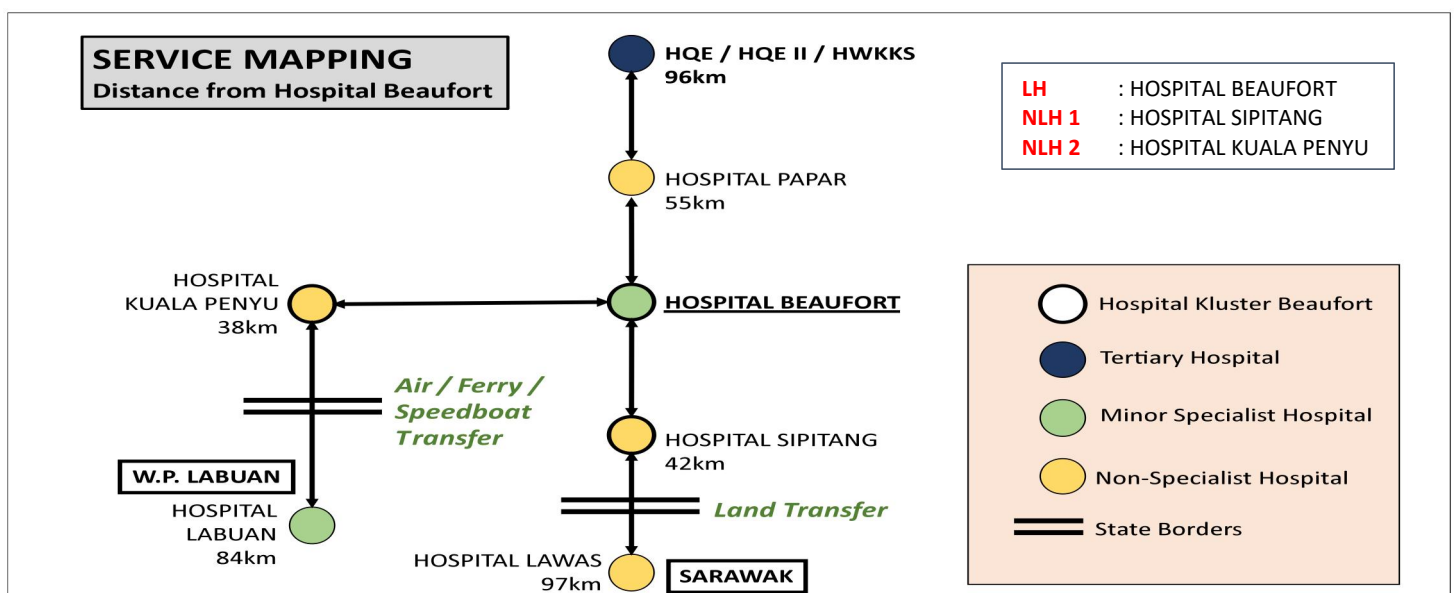 SERVICE MAPPING
Distance from Hospital Beaufort
HQE / HQE II / HWKKS
96km
LH : HOSPITAL BEAUFORT
NLH 1 : HOSPITAL SIPITANG
NLH 2 : HOSPITAL KUALA PENYU
HOSPITAL PAPAR
55km
HOSPITAL
KUALA PENYU
38km
HOSPITAL BEAUFORT
Air / Ferry /
Speedboat
Transfer
HOSPITAL SIPITANG
42km
W.P. LABUAN
HOSPITAL
LABUAN
84km
Land Transfer
HOSPITAL LAWAS
97km
SARAWAK
Hospital Kluster Beaufort
Tertiary Hospital
Minor Specialist Hospital
Non-Specialist Hospital
State Borders